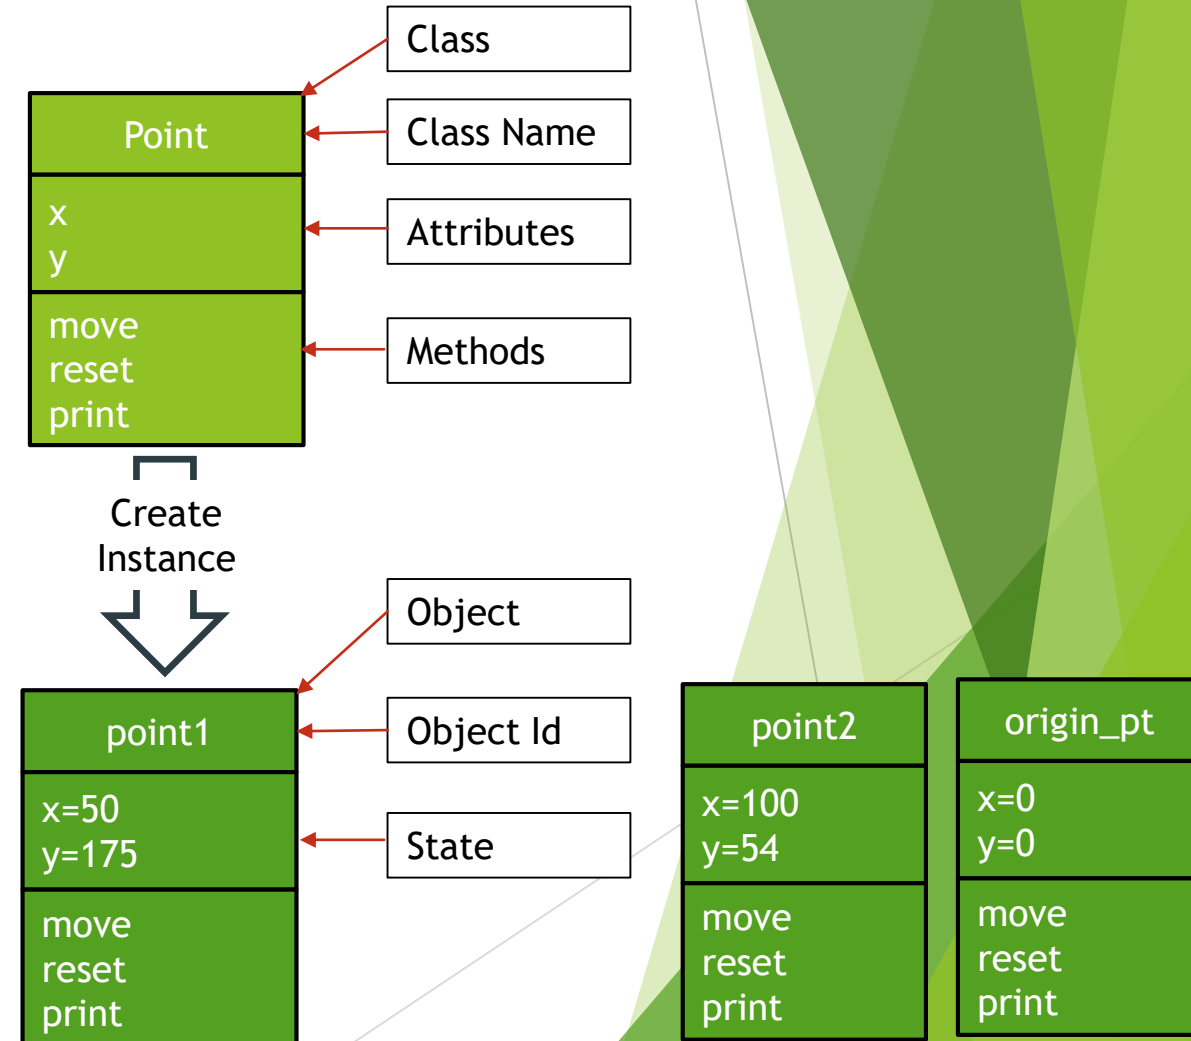 Class
Point
Class Name
x
y
Attributes
move
reset
print
Methods
Create
Instance
Object
point1
Object Id
x=50
y=175
State
move
reset
print
point2
x=100
y=54
move
reset
print
origin_pt
x=0
y=0
move
reset
print